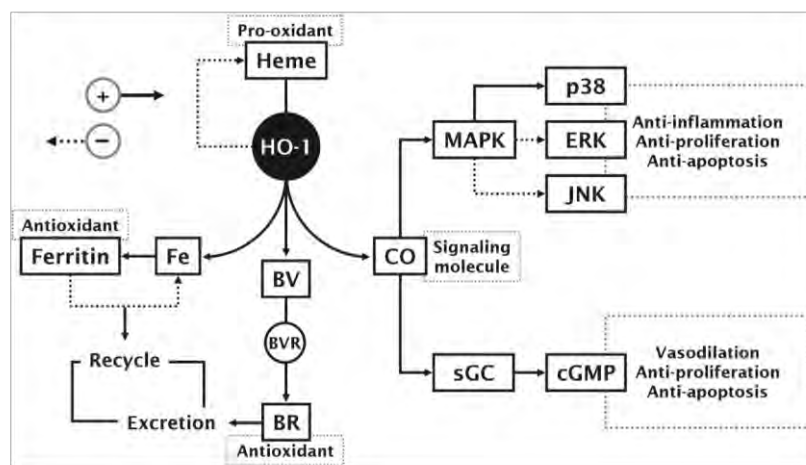 Pro-oxidant
Heme
+
−
HO-1
p38
MAPK
ERK
JNK
Anti-inflammation
Anti-proliferation
Anti-apoptosis
Antioxidant
Ferritin
Fe
BV
CO
Signaling
molecule
BVR
Recycle
Excretion
BR
Antioxidant
sGC
cGMP
Vasodilation
Anti-proliferation
Anti-apoptosis